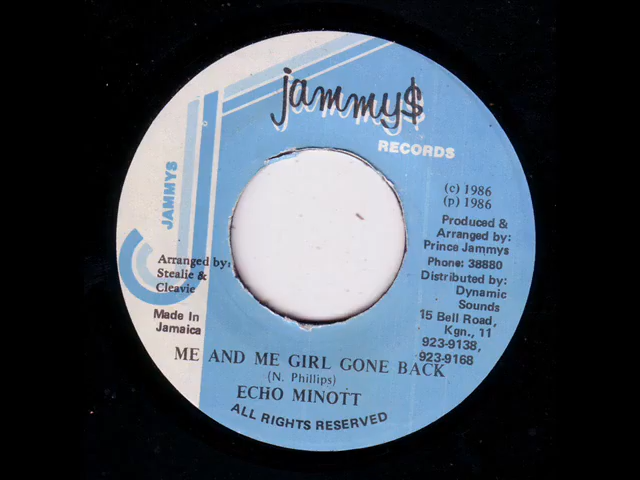 jammy$
RECORDS
JAMMYS
(c) 1986
(p) 1986
Produced &
Arranged by:
Prince Jammys
Phone: 38880
Distributed by:
Dynamic
Sounds
15 Bell Road,
Kgn., 11
923-9138,
923-9168
Arranged by:
Stealie &
Cleavie
Made In
Jamaica
ME AND ME GIRL GONE BACK
(N. Phillips)
ECHO MINOTT
ALL RIGHTS RESERVED